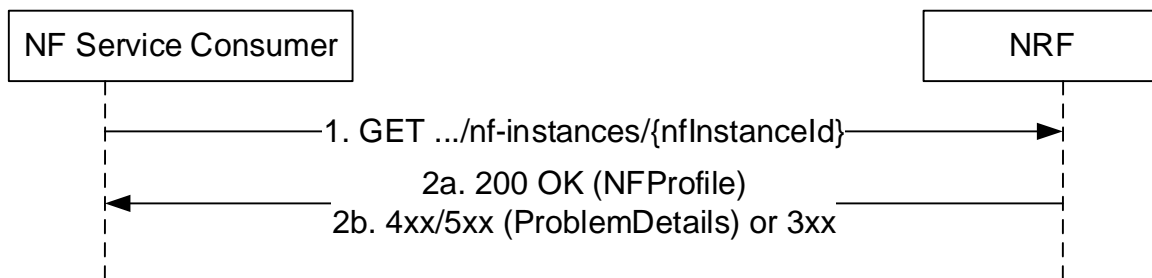 NF Service Consumer
NRF
1. GET .../nf-instances/{nfInstanceId}
2a. 200 OK (NFProfile)
2b. 4xx/5xx (ProblemDetails) or 3xx